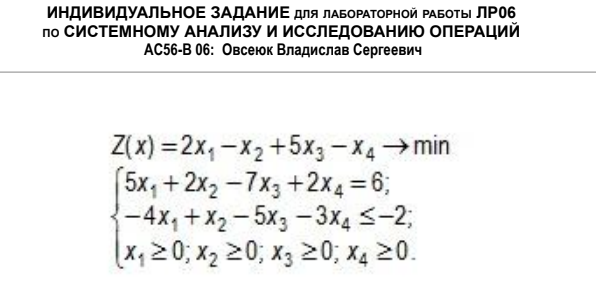 ИНДИВИДУАЛЬНОЕ ЗАДАНИЕ ДЛЯ ЛАБОРАТОРНОЙ РАБОТЫ ЛР06
ПО СИСТЕМНОМУ АНАЛИЗУ И ИССЛЕДОВАНИЮ ОПЕРАЦИЙ
АС56-В 06: Овсеюк Владислав Сергеевич
Z(x) = 2x₁ − x₂ + 5x₃ − x₄ → min
5x₁ + 2x₂ − 7x₃ + 2x₄ = 6;
−4x₁ + x₂ − 5x₃ − 3x₄ ≤ −2;
x₁ ≥ 0; x₂ ≥ 0; x₃ ≥ 0; x₄ ≥ 0.